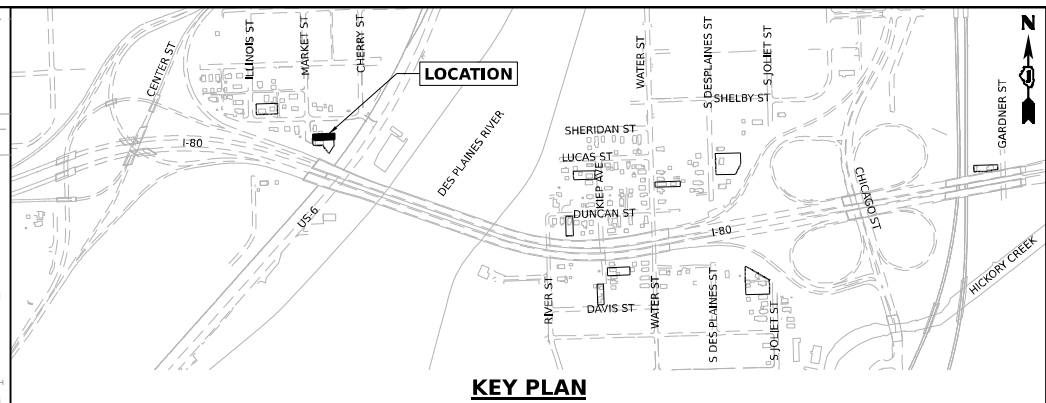 CENTER ST
ILLINOIS ST
MARKET ST
CHERRY ST
LOCATION
I-80
US-6
DES PLAINES RIVER
WATER ST
S DESPLAINES ST
S JOLIET ST
SHELBY ST
SHERIDAN ST
LUCAS ST
KIEP AVE
DUNCAN ST
I-80
CHICAGO ST
GARDNER ST
N
HICKORY CREEK
RIVER ST
DAVIS ST
WATER ST
S DES PLAINES ST
S JOLIET ST
KEY PLAN